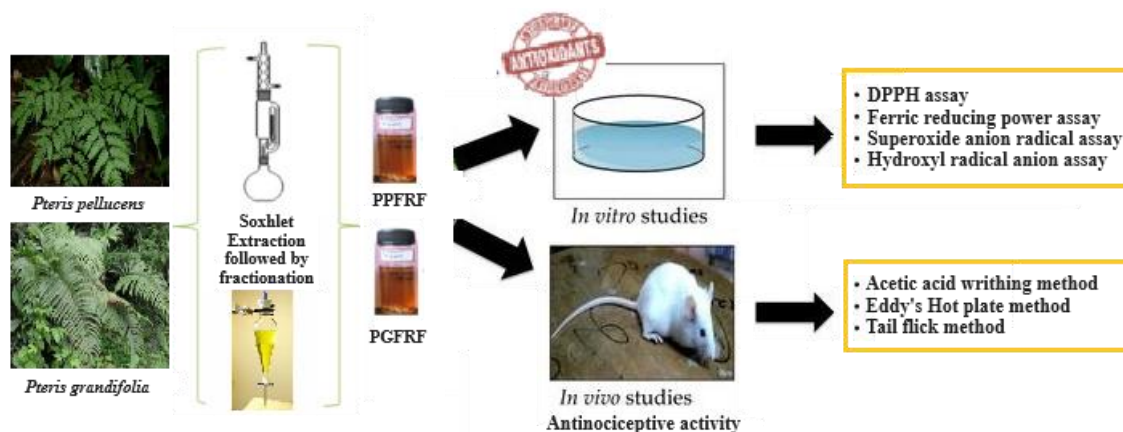 Pteris pellucens
Pteris grandifolia
Soxhlet
Extraction
followed by
fractionation
PPFRF
PGFRF
ANTIOXIDANTS
In vitro studies
In vivo studies
Antinociceptive activity
• DPPH assay
• Ferric reducing power assay
• Superoxide anion radical assay
• Hydroxyl radical anion assay
• Acetic acid writhing method
• Eddy's Hot plate method
• Tail flick method